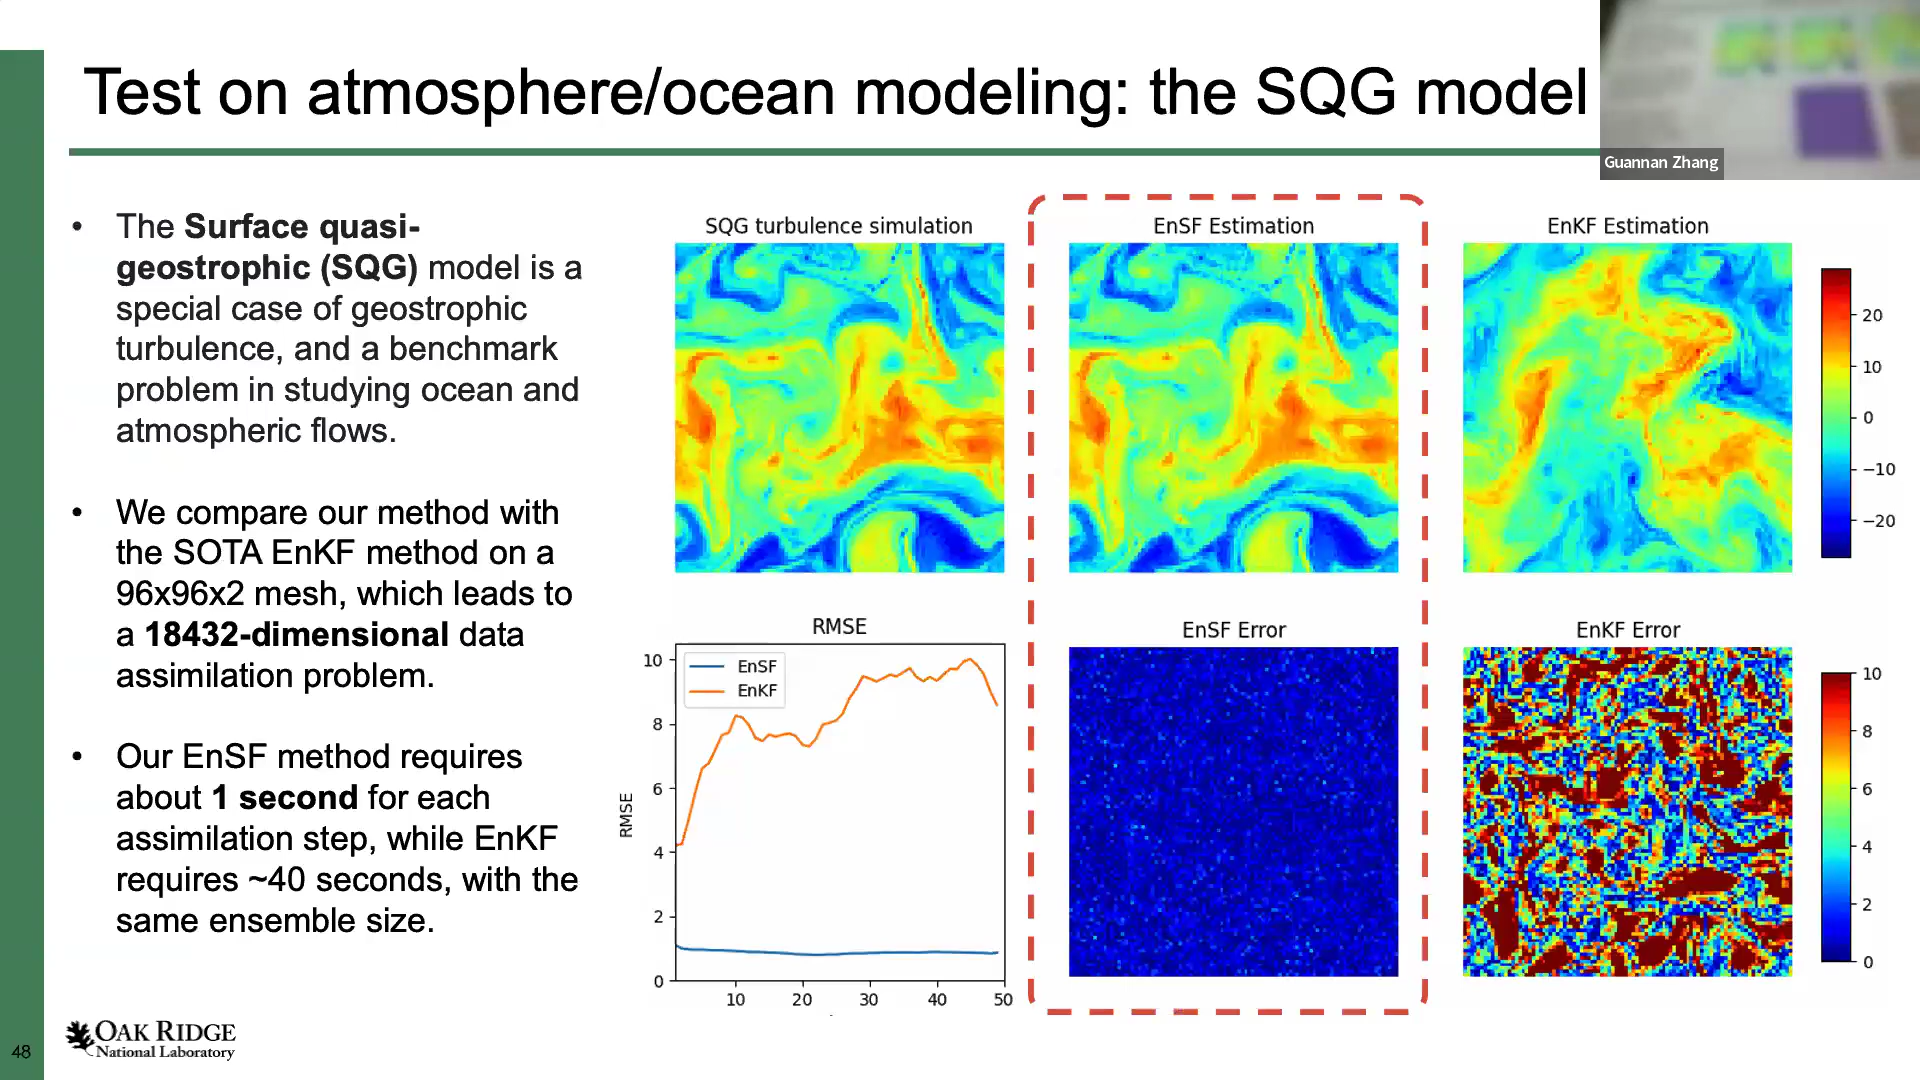 Test on atmosphere/ocean modeling: the SQG model
Guannan Zhang
• The Surface quasi-
geostrophic (SQG) model is a
special case of geostrophic
turbulence, and a benchmark
problem in studying ocean and
atmospheric flows.
• We compare our method with
the SOTA EnKF method on a
96x96x2 mesh, which leads to
a 18432-dimensional data
assimilation problem.
• Our EnSF method requires
about 1 second for each
assimilation step, while EnKF
requires ~40 seconds, with the
same ensemble size.
SQG turbulence simulation
EnSF Estimation
EnKF Estimation
20
10
0
−10
−20
RMSE
EnSF
EnKF
10
8
6
4
2
0
RMSE
10
20
30
40
50
EnSF Error
EnKF Error
10
8
6
4
2
0
48
OAK RIDGE
National Laboratory